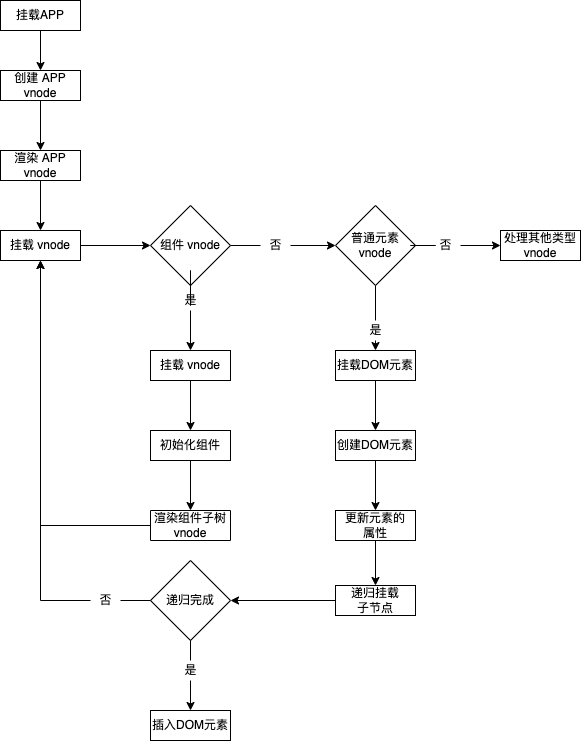 挂载APP
创建 APP
vnode
渲染 APP
vnode
挂载 vnode
组件 vnode
否
普通元素
vnode
否
处理其他类型
vnode
是
是
挂载 vnode
挂载DOM元素
初始化组件
创建DOM元素
渲染组件子树
vnode
更新元素的
属性
否
递归完成
递归挂载
子节点
是
插入DOM元素